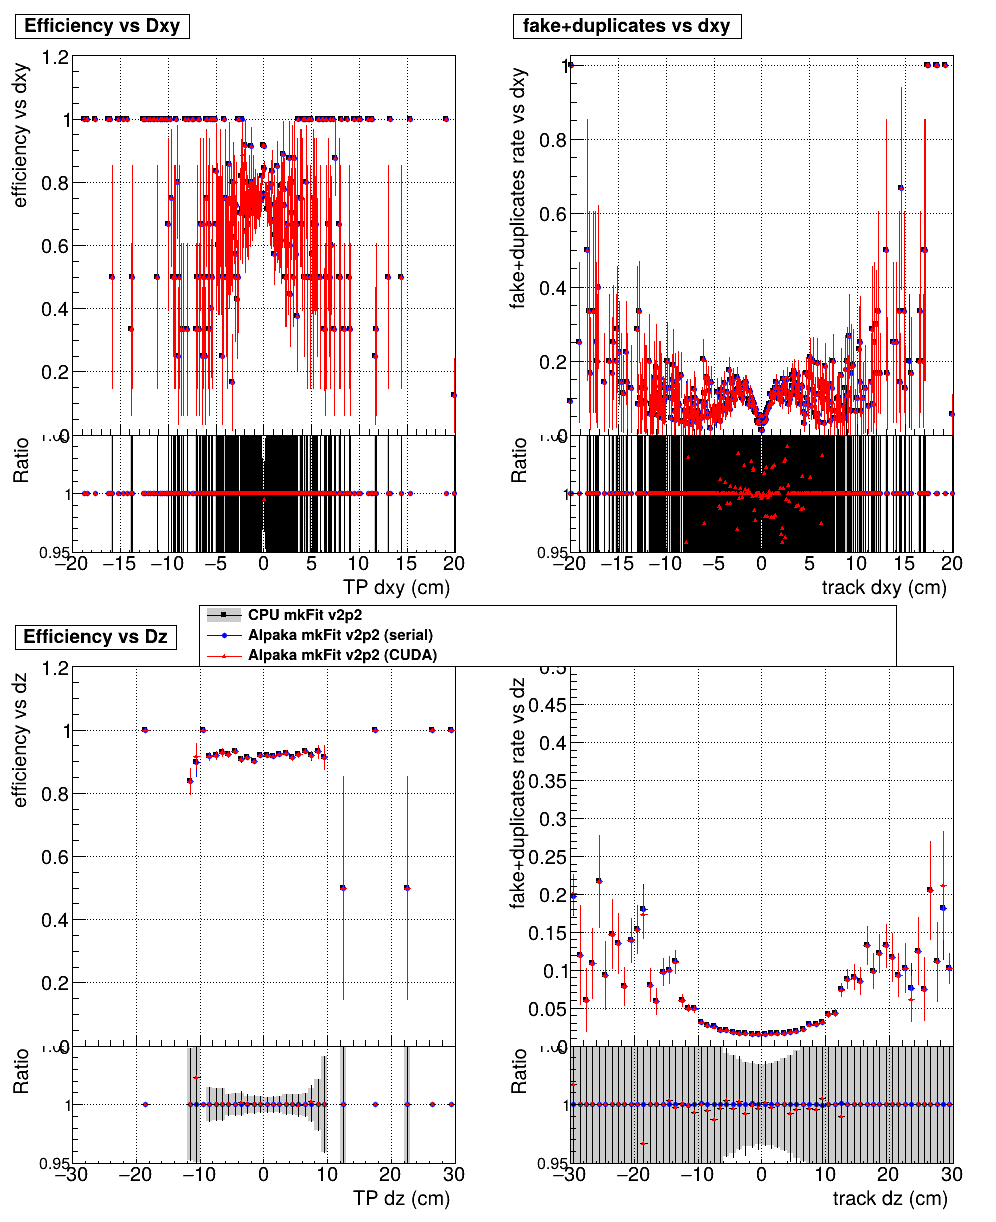 Efficiency vs Dxy
fake+duplicates vs dxy
efficiency vs dxy
1.2
1
0.8
0.6
0.4
0.2
0
fake+duplicates rate vs dxy
1
0.8
0.6
0.4
0.2
0
Ratio
1
0.95
−20 −15 −10 −5 0 5 10 15 20
TP dxy (cm)
Ratio
1
0.95
−20 −15 −10 −5 0 5 10 15 20
track dxy (cm)
CPU mkFit v2p2
Alpaka mkFit v2p2 (serial)
Alpaka mkFit v2p2 (CUDA)
Efficiency vs Dz
efficiency vs dz
1.2
1
0.8
0.6
0.4
0.2
0
fake+duplicates rate vs dz
0.5
0.45
0.4
0.35
0.3
0.25
0.2
0.15
0.1
0.05
0
Ratio
1
0.95
−30 −20 −10 0 10 20 30
TP dz (cm)
Ratio
1
0.95
−30 −20 −10 0 10 20 30
track dz (cm)